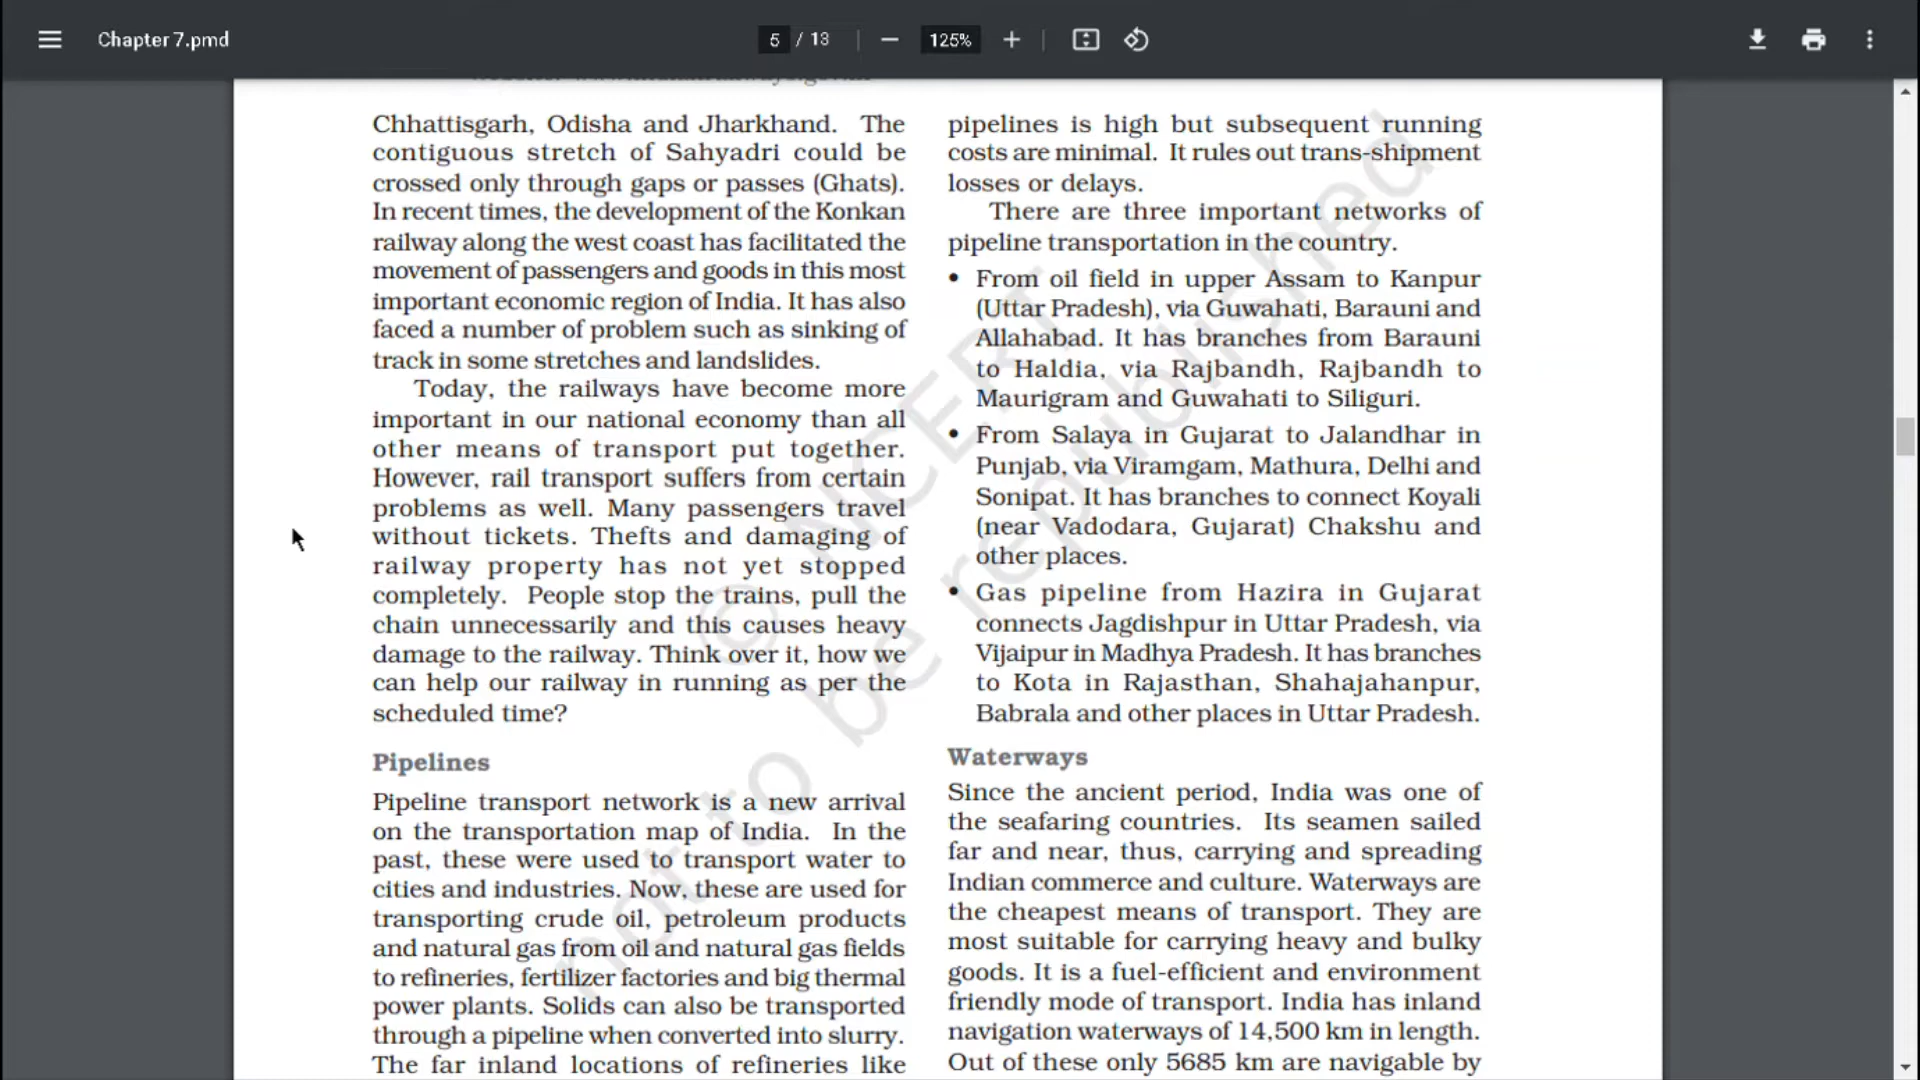 Chapter 7.pmd
5 / 13
125%
Chhattisgarh, Odisha and Jharkhand. The
contiguous stretch of Sahyadri could be
crossed only through gaps or passes (Ghats).
In recent times, the development of the Konkan
railway along the west coast has facilitated the
movement of passengers and goods in this most
important economic region of India. It has also
faced a number of problem such as sinking of
track in some stretches and landslides.
Today, the railways have become more
important in our national economy than all
other means of transport put together.
However, rail transport suffers from certain
problems as well. Many passengers travel
without tickets. Thefts and damaging of
railway property has not yet stopped
completely. People stop the trains, pull the
chain unnecessarily and this causes heavy
damage to the railway. Think over it, how we
can help our railway in running as per the
scheduled time?
Pipelines
Pipeline transport network is a new arrival
on the transportation map of India. In the
past, these were used to transport water to
cities and industries. Now, these are used for
transporting crude oil, petroleum products
and natural gas from oil and natural gas fields
to refineries, fertilizer factories and big thermal
power plants. Solids can also be transported
through a pipeline when converted into slurry.
The far inland locations of refineries like
pipelines is high but subsequent running
costs are minimal. It rules out trans-shipment
losses or delays.
There are three important networks of
pipeline transportation in the country.
• From oil field in upper Assam to Kanpur
(Uttar Pradesh), via Guwahati, Barauni and
Allahabad. It has branches from Barauni
to Haldia, via Rajbandh, Rajbandh to
Maurigram and Guwahati to Siliguri.
• From Salaya in Gujarat to Jalandhar in
Punjab, via Viramgam, Mathura, Delhi and
Sonipat. It has branches to connect Koyali
(near Vadodara, Gujarat) Chakshu and
other places.
• Gas pipeline from Hazira in Gujarat
connects Jagdishpur in Uttar Pradesh, via
Vijaipur in Madhya Pradesh. It has branches
to Kota in Rajasthan, Shahajahanpur,
Babrala and other places in Uttar Pradesh.
Waterways
Since the ancient period, India was one of
the seafaring countries. Its seamen sailed
far and near, thus, carrying and spreading
Indian commerce and culture. Waterways are
the cheapest means of transport. They are
most suitable for carrying heavy and bulky
goods. It is a fuel-efficient and environment
friendly mode of transport. India has inland
navigation waterways of 14,500 km in length.
Out of these only 5685 km are navigable by
© NCERT
not to be republished